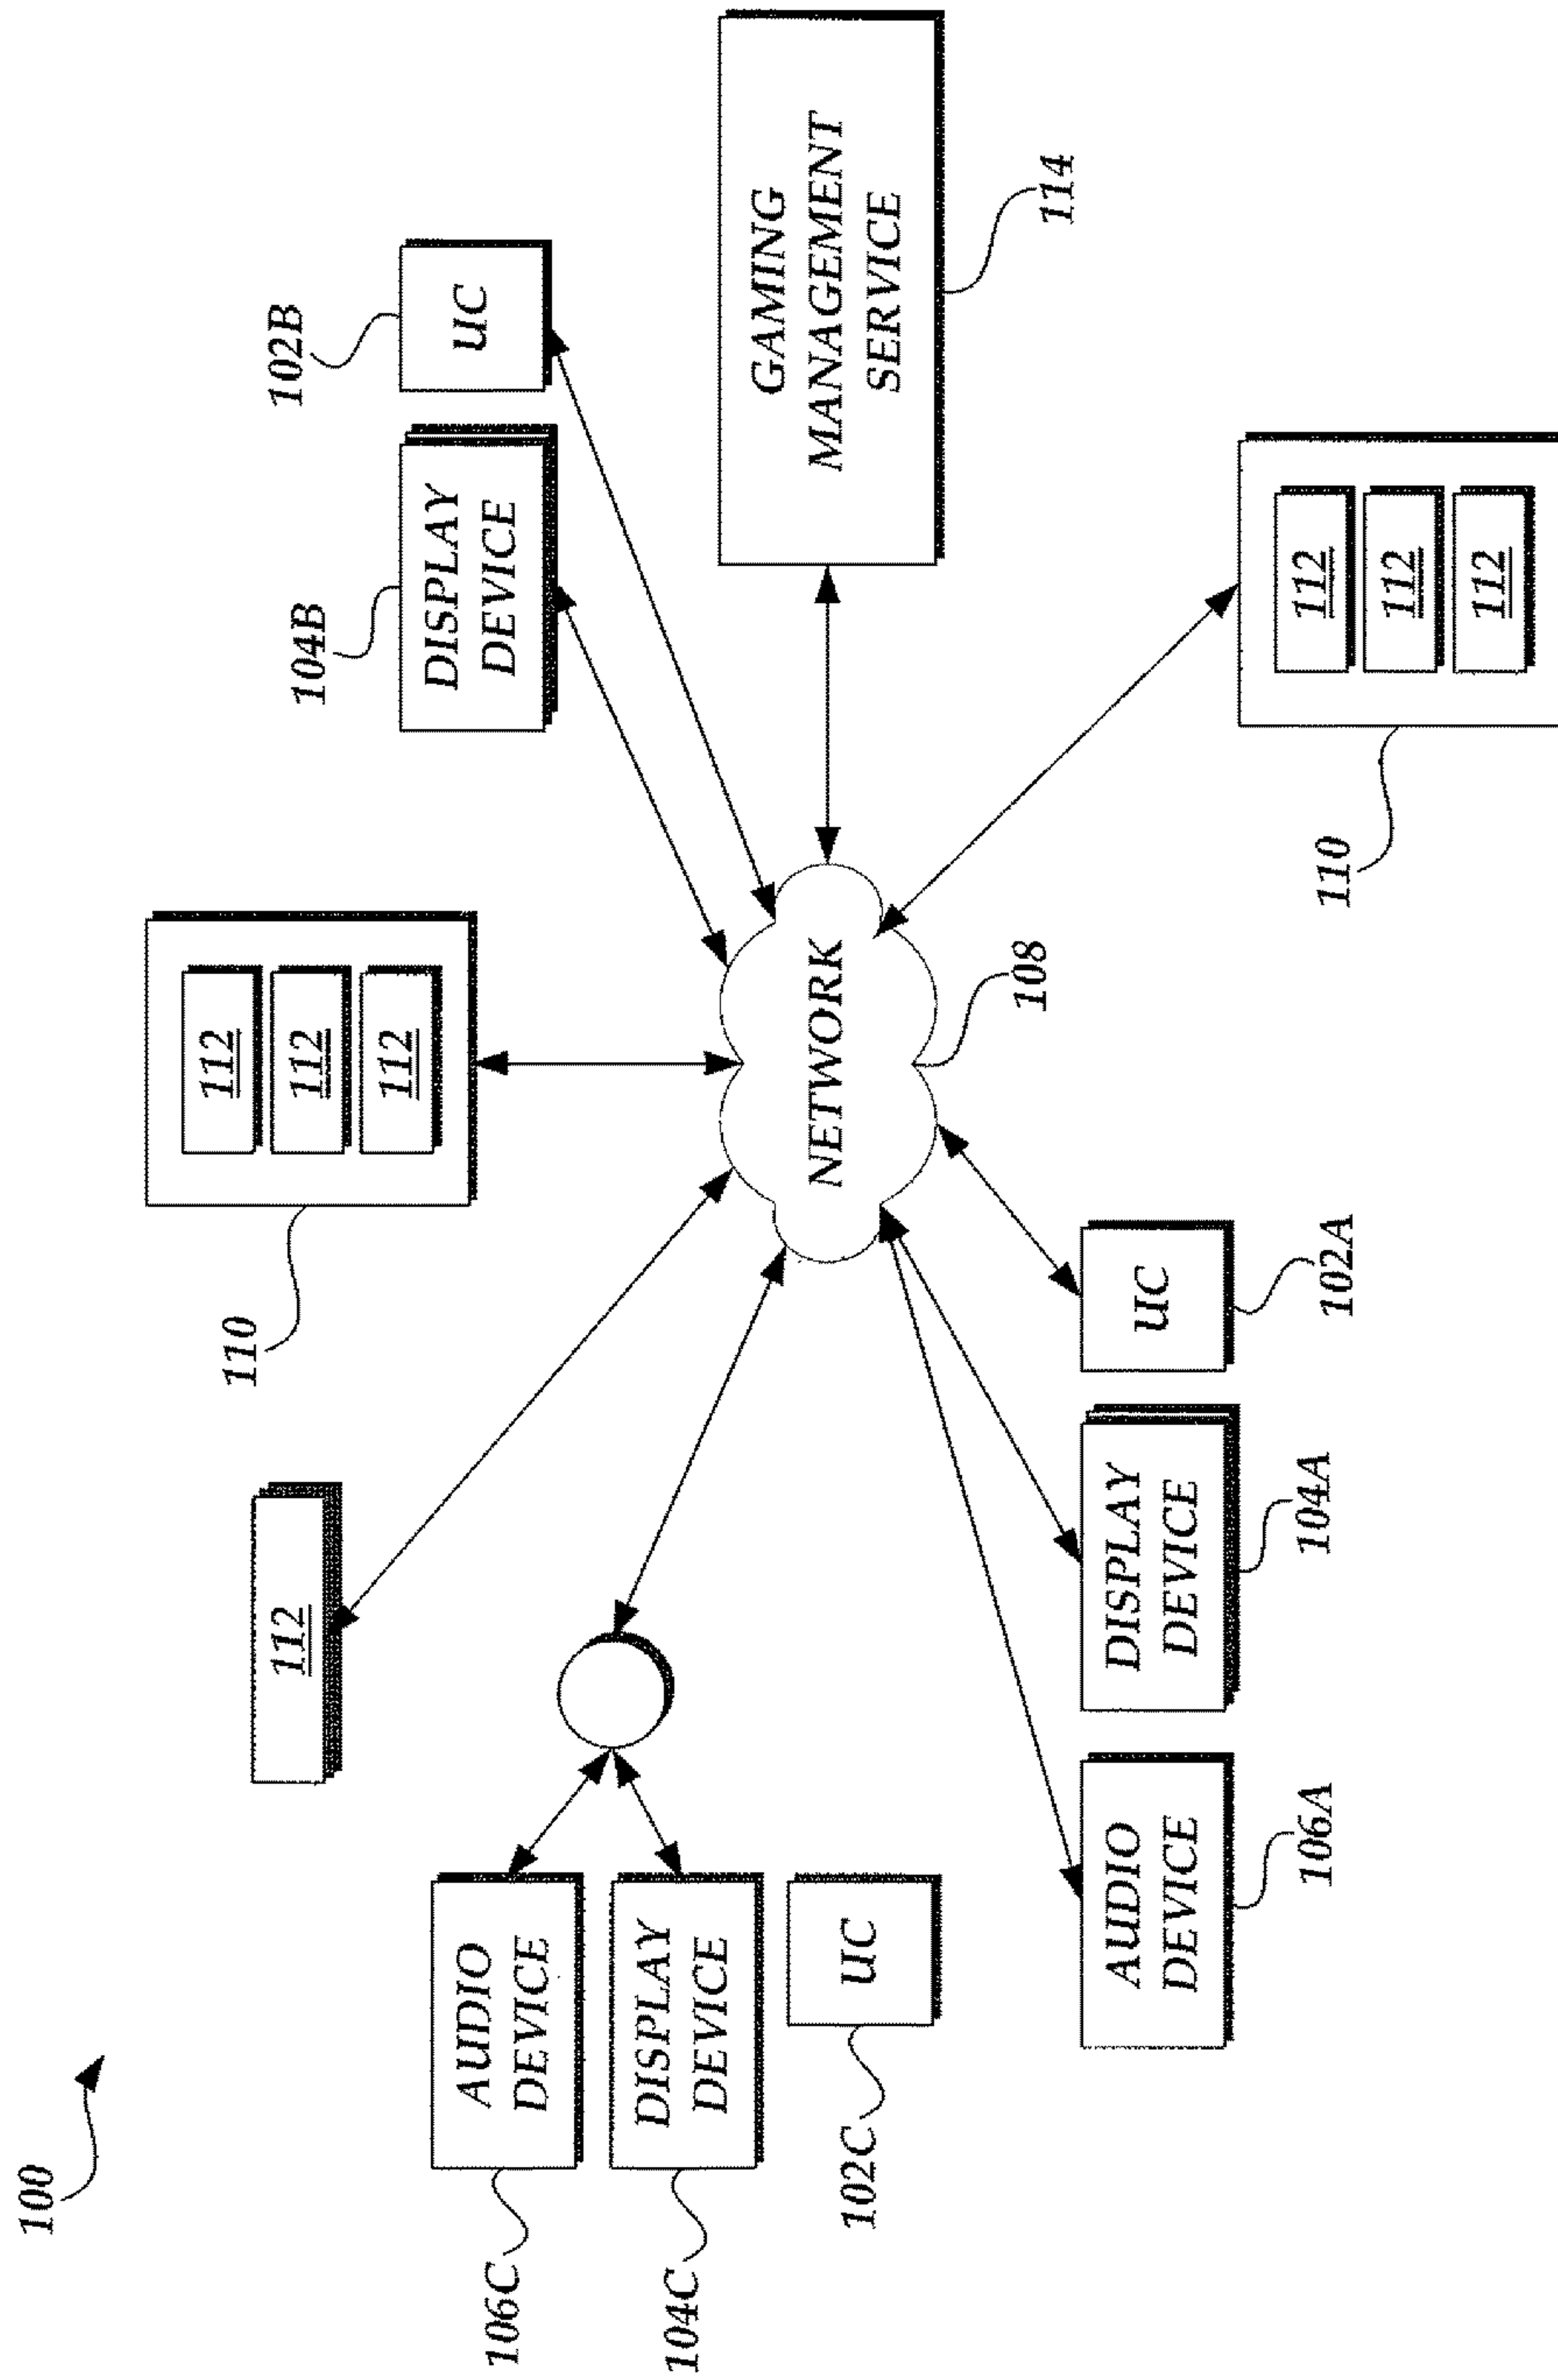 100
112
112
112
110
112
102B
104B
DISPLAY
DEVICE
UC
AUDIO
DEVICE
106C
DISPLAY
DEVICE
104C
UC
102C
NETWORK
108
GAMING
MANAGEMENT
SERVICE
114
AUDIO
DEVICE
106A
DISPLAY
DEVICE
104A
UC
102A
112
112
112
110